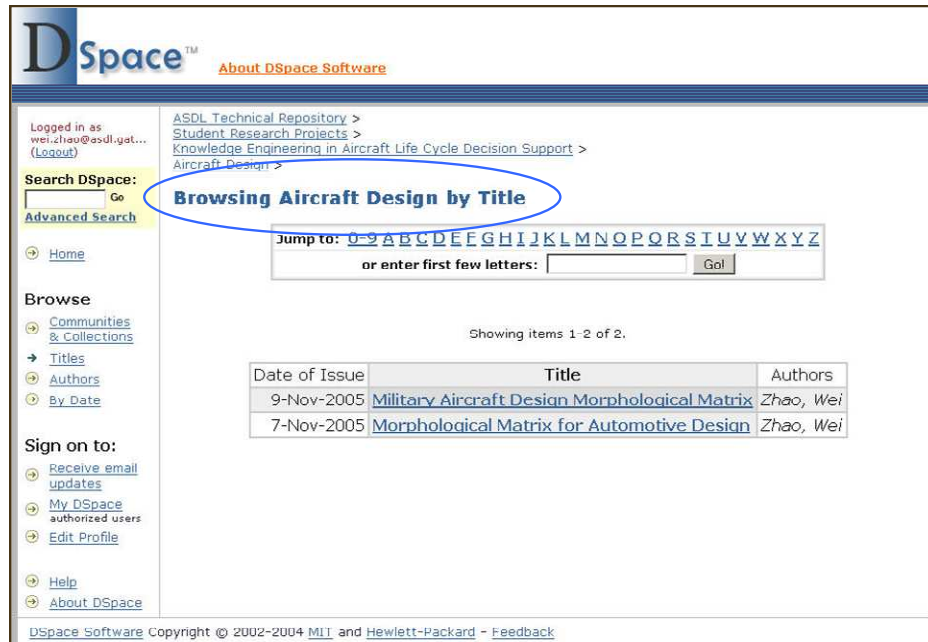 DSpace™
About DSpace Software
Logged in as
wei.zhao@asdl.gat...
(Logout)
Search DSpace:
Go
Advanced Search
Home
Browse
Communities
& Collections
Titles
Authors
By Date
Sign on to:
Receive email
updates
My DSpace
authorized users
Edit Profile
Help
About DSpace
ASDL Technical Repository >
Student Research Projects >
Knowledge Engineering in Aircraft Life Cycle Decision Support >
Aircraft Design >
Browsing Aircraft Design by Title
Jump to: 0-9 A B C D E F G H I J K L M N O P Q R S T U V W X Y Z
or enter first few letters: Go!
Showing items 1-2 of 2.
Date of Issue Title Authors
9-Nov-2005 Military Aircraft Design Morphological Matrix Zhao, Wei
7-Nov-2005 Morphological Matrix for Automotive Design Zhao, Wei
DSpace Software Copyright © 2002-2004 MIT and Hewlett-Packard - Feedback